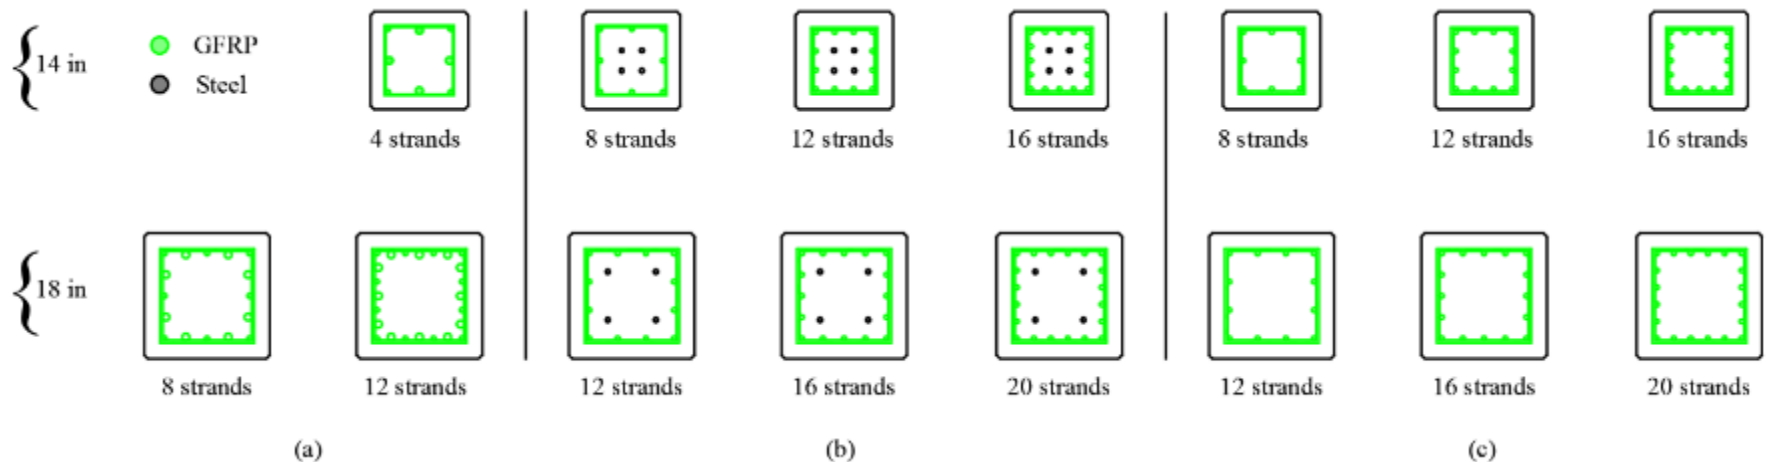 14 in
GFRP
Steel
4 strands
8 strands
12 strands
16 strands
8 strands
12 strands
16 strands
18 in
8 strands
12 strands
12 strands
16 strands
20 strands
12 strands
16 strands
20 strands
(a)
(b)
(c)